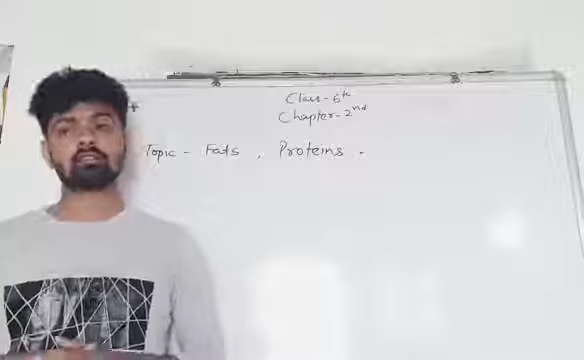 Class - 6th
Chapter - 2nd
Topic - Fats , Proteins .